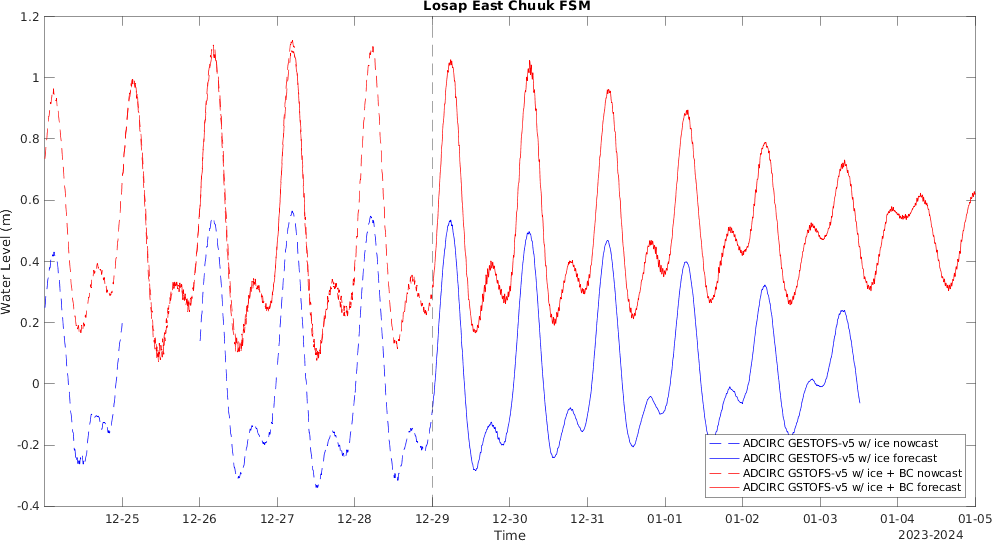 Losap East Chuuk FSM
1.2
1
0.8
0.6
0.4
0.2
0
-0.2
-0.4
Water Level (m)
ADCIRC GESTOFS-v5 w/ ice nowcast
ADCIRC GESTOFS-v5 w/ ice forecast
ADCIRC GSTOFS-v5 w/ ice + BC nowcast
ADCIRC GSTOFS-v5 w/ ice + BC forecast
12-25 12-26 12-27 12-28 12-29 12-30 12-31 01-01 01-02 01-03 01-04 01-05
Time
2023-2024